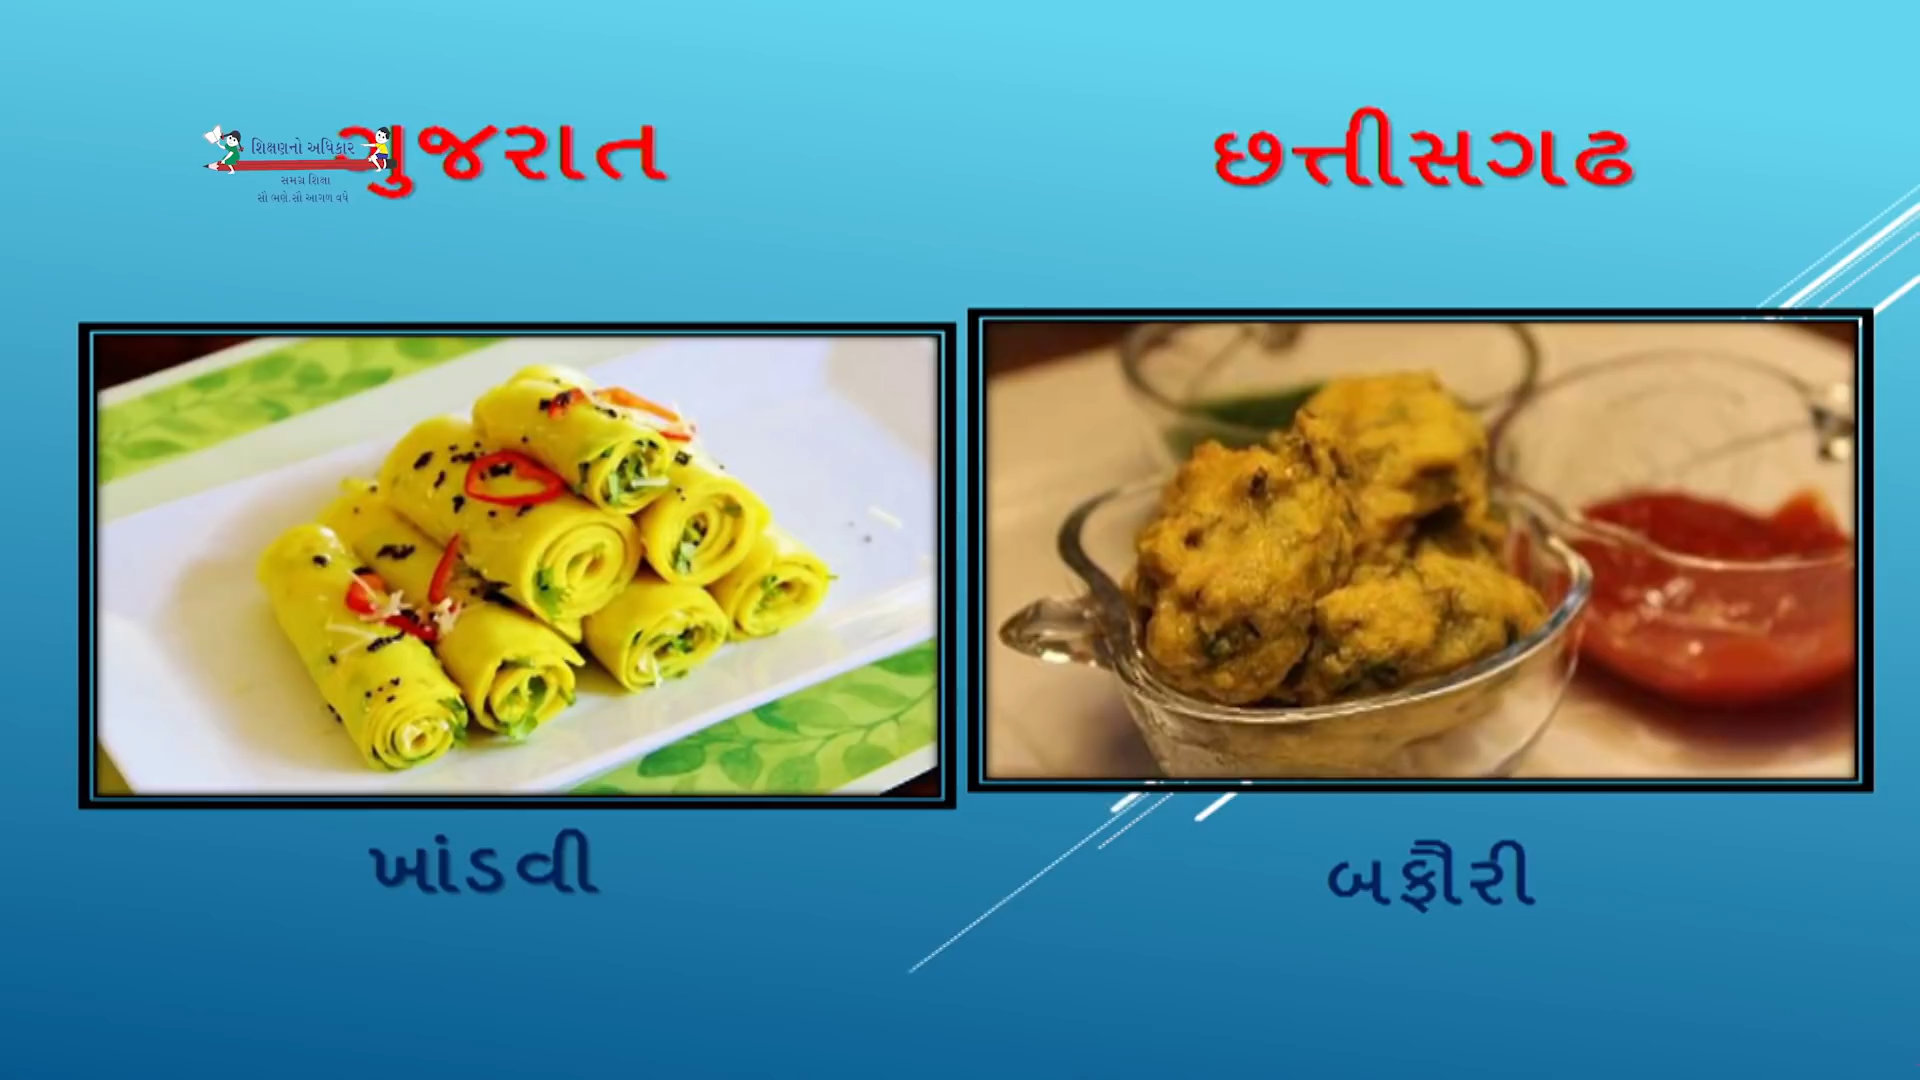 ગુજરાત
છત્તીસગઢ
શિક્ષણનો અધિકાર
સમગ્ર શિક્ષા
સૌ ભણે.સૌ આગળ વધે
ખાંડવી
બફૌરી